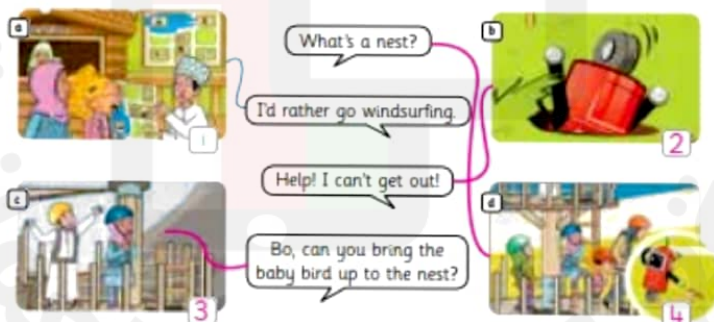 a
What's a nest?
b
I'd rather go windsurfing.
1
2
Help! I can't get out!
c
d
Bo, can you bring the
baby bird up to the nest?
3
4